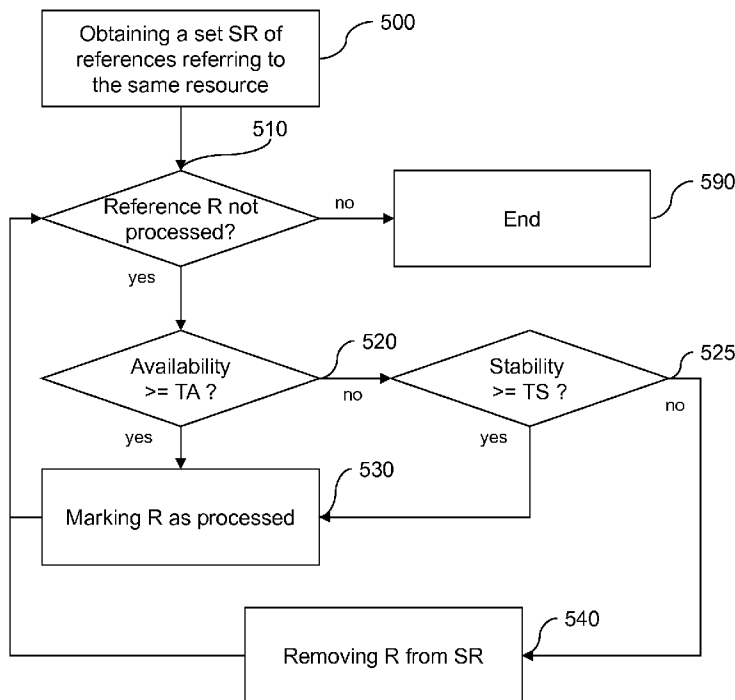 Obtaining a set SR of
references referring to
the same resource
500
510
Reference R not
processed?
no
End
590
yes
Availability
>= TA ?
520
no
Stability
>= TS ?
525
no
yes
yes
Marking R as processed
530
Removing R from SR
540